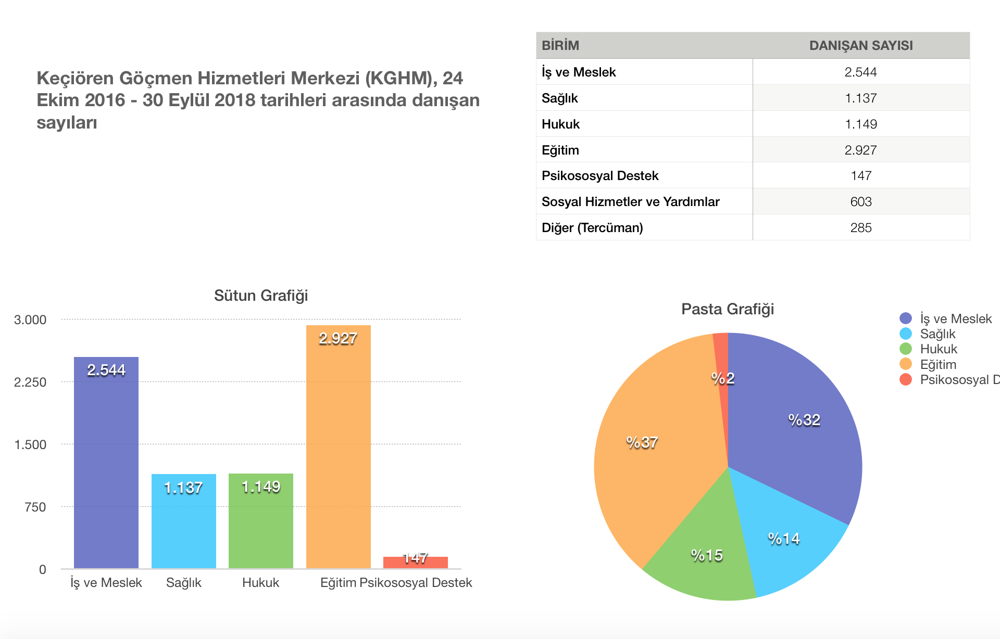 Keçiören Göçmen Hizmetleri Merkezi (KGHM), 24
Ekim 2016 - 30 Eylül 2018 tarihleri arasında danışan
sayıları
BİRİM DANIŞAN SAYISI
İş ve Meslek 2.544
Sağlık 1.137
Hukuk 1.149
Eğitim 2.927
Psikososyal Destek 147
Sosyal Hizmetler ve Yardımlar 603
Diğer (Tercüman) 285
Sütun Grafiği
3.000
2.250
1.500
750
0
2.544
1.137
1.149
2.927
147
İş ve Meslek Sağlık Hukuk Eğitim Psikososyal Destek
Pasta Grafiği
%2
%32
%37
%14
%15
İş ve Meslek
Sağlık
Hukuk
Eğitim
Psikososyal D